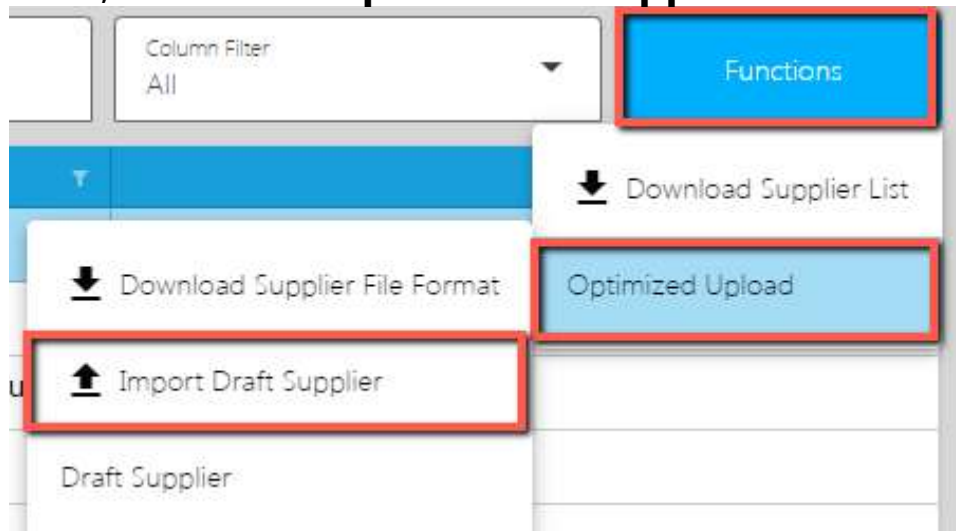 Column Filter
All
Functions
Download Supplier List
Download Supplier File Format
Optimized Upload
Import Draft Supplier
Draft Supplier